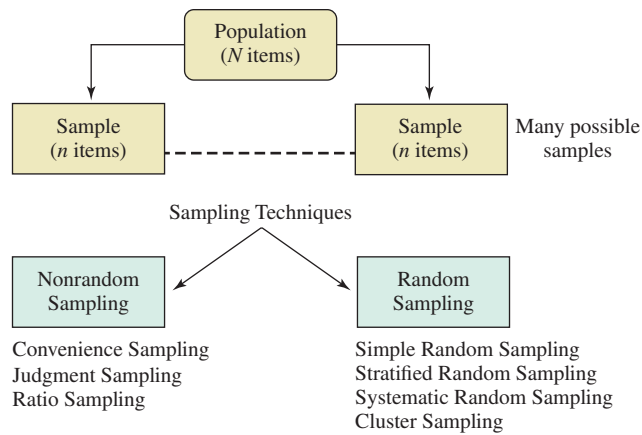 Population
(N items)
Sample
(n items)
Sample
(n items)
Many possible
samples
Sampling Techniques
Nonrandom
Sampling
Random
Sampling
Convenience Sampling
Judgment Sampling
Ratio Sampling
Simple Random Sampling
Stratified Random Sampling
Systematic Random Sampling
Cluster Sampling